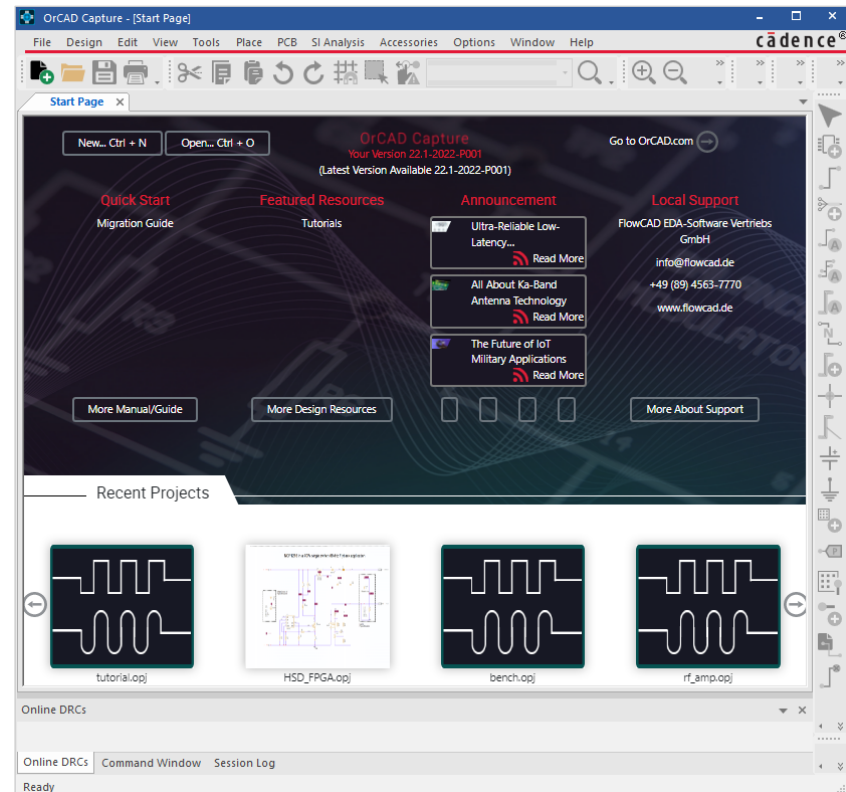 OrCAD Capture - [Start Page]
File Design Edit View Tools Place PCB SI Analysis Accessories Options Window Help
cādence®
Start Page
New... Ctrl + N
Open... Ctrl + O
OrCAD Capture
Your Version 22.1-2022-P001
(Latest Version Available 22.1-2022-P001)
Go to OrCAD.com
Quick Start
Migration Guide
More Manual/Guide
Featured Resources
Tutorials
More Design Resources
Announcement
Ultra-Reliable Low-
Latency...
Read More
All About Ka-Band
Antenna Technology
Read More
The Future of IoT
Military Applications
Read More
Local Support
FlowCAD EDA-Software Vertriebs
GmbH
info@flowcad.de
+49 (89) 4563-7770
www.flowcad.de
More About Support
Recent Projects
tutorial.opj
HSD_FPGA.opj
bench.opj
rf_amp.opj
Online DRCs
Online DRCs Command Window Session Log
Ready